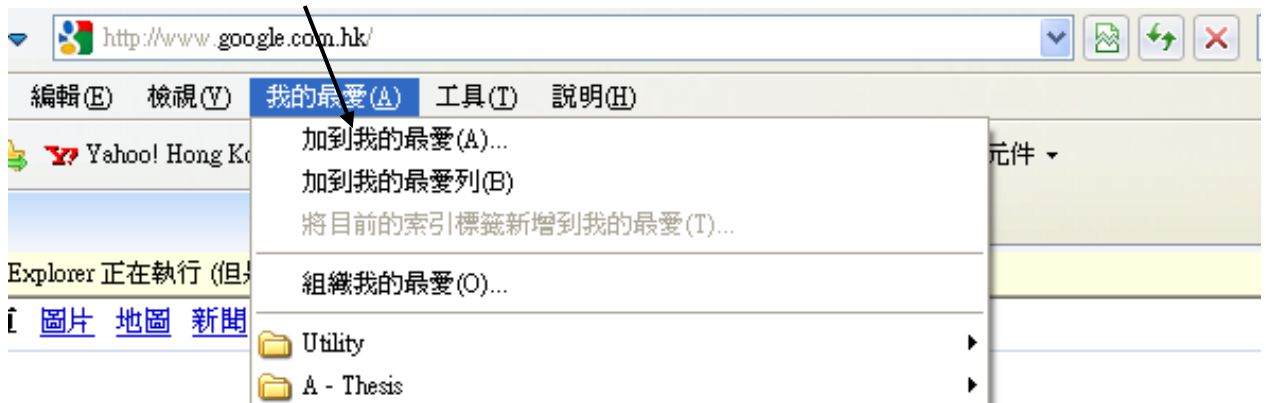 http://www.google.com.hk/
編輯(E) 檢視(V) 我的最愛(A) 工具(T) 說明(H)
Yahoo! Hong Ko
元件
加到我的最愛(A)...
加到我的最愛列(B)
將目前的索引標籤新增到我的最愛(T)...
Explorer 正在執行 (但是
組織我的最愛(O)...
圖片 地圖 新聞
Utility
A - Thesis